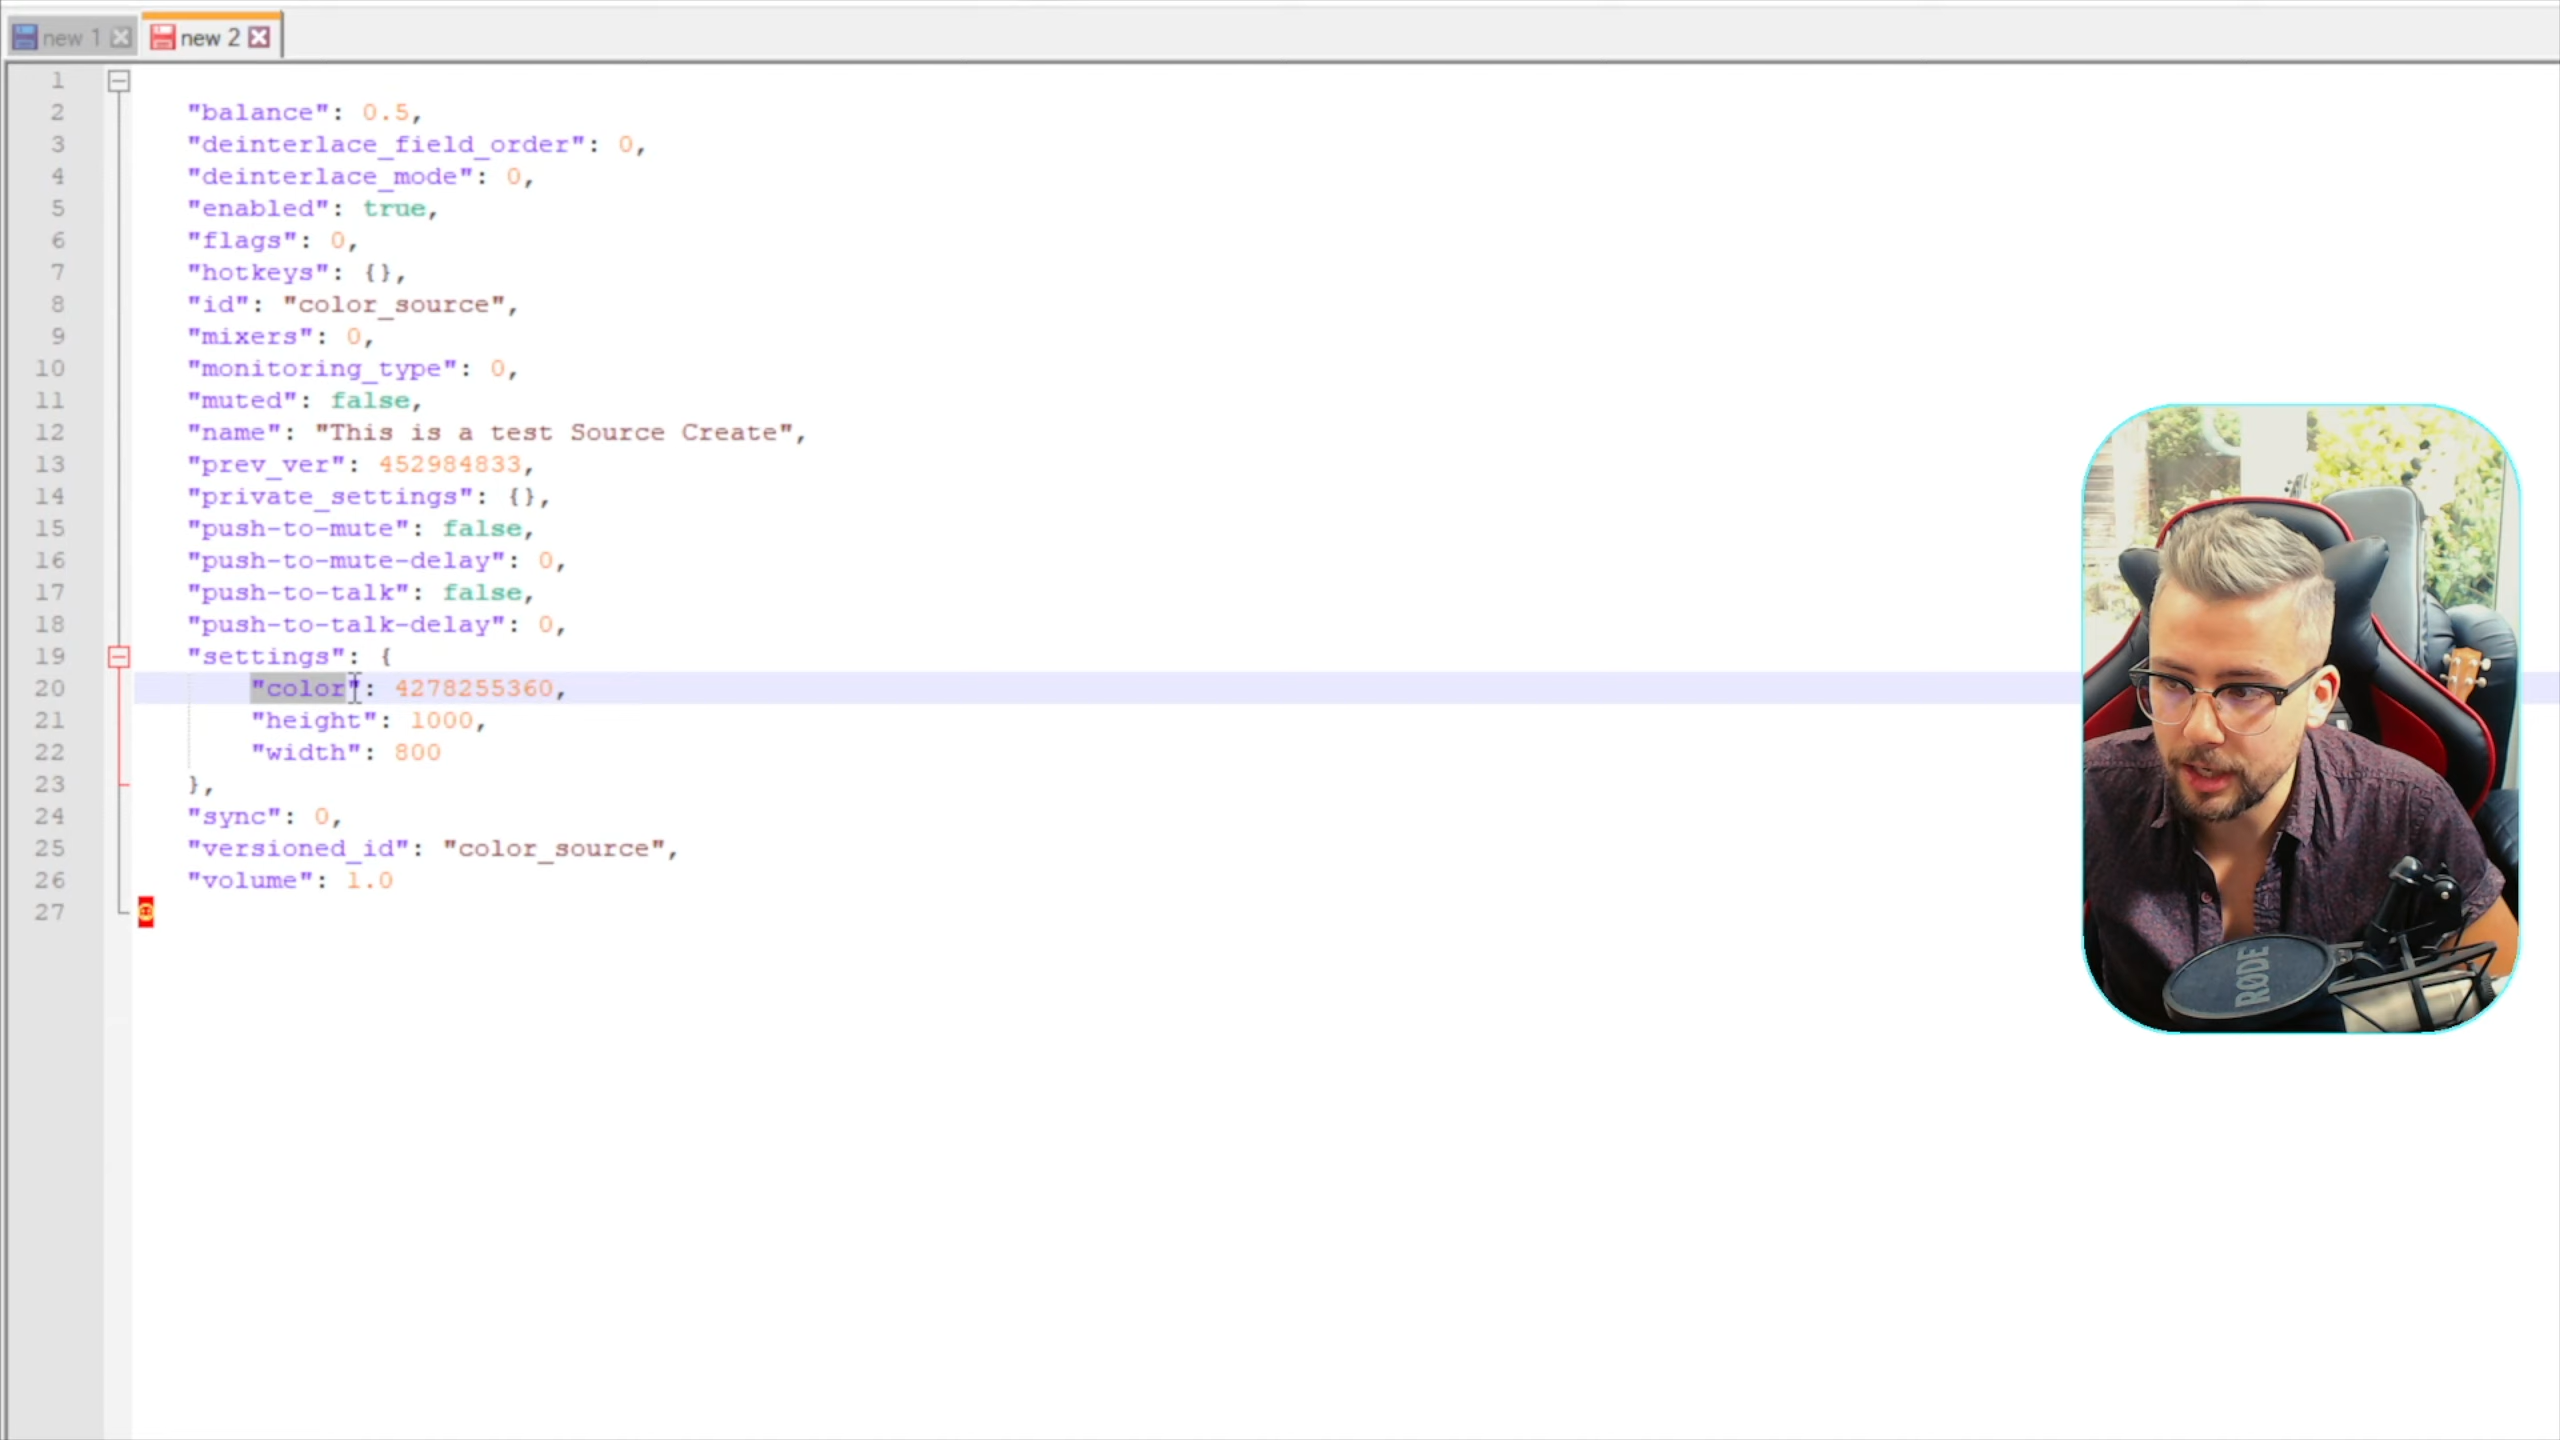 new 1
new 2
1
2 "balance": 0.5,
3 "deinterlace_field_order": 0,
4 "deinterlace_mode": 0,
5 "enabled": true,
6 "flags": 0,
7 "hotkeys": {},
8 "id": "color_source",
9 "mixers": 0,
10 "monitoring_type": 0,
11 "muted": false,
12 "name": "This is a test Source Create",
13 "prev_ver": 452984833,
14 "private_settings": {},
15 "push-to-mute": false,
16 "push-to-mute-delay": 0,
17 "push-to-talk": false,
18 "push-to-talk-delay": 0,
19 "settings": {
20 "color": 4278255360,
21 "height": 1000,
22 "width": 800
23 },
24 "sync": 0,
25 "versioned_id": "color_source",
26 "volume": 1.0
27
RØDE